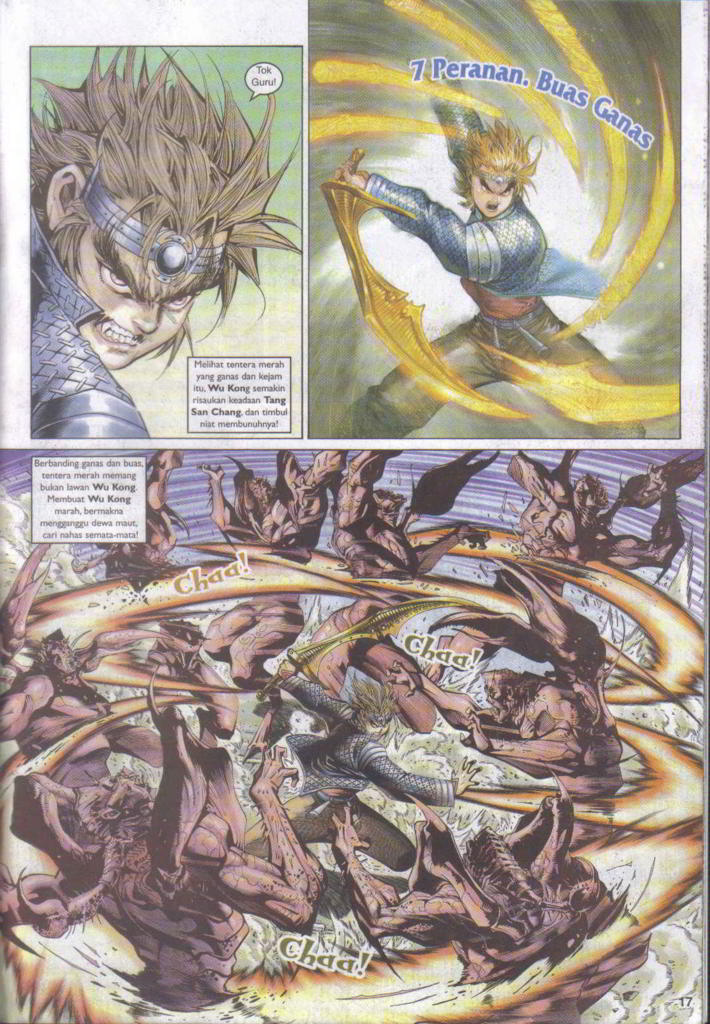 Tok
Guru!
Melihat tentera merah
yang ganas dan kejam
itu, Wu Kong semakin
risaukan keadaan Tang
San Chang, dan timbul
niat membunuhnya!
7 Peranan. Buas Ganas
Berbanding ganas dan buas,
tentera merah memang
bukan lawan Wu Kong.
Membuat Wu Kong
marah, bermakna
mengganggu dewa maut,
cari nahas semata-mata!
Chaa!
Chaa!
Chaa!
17